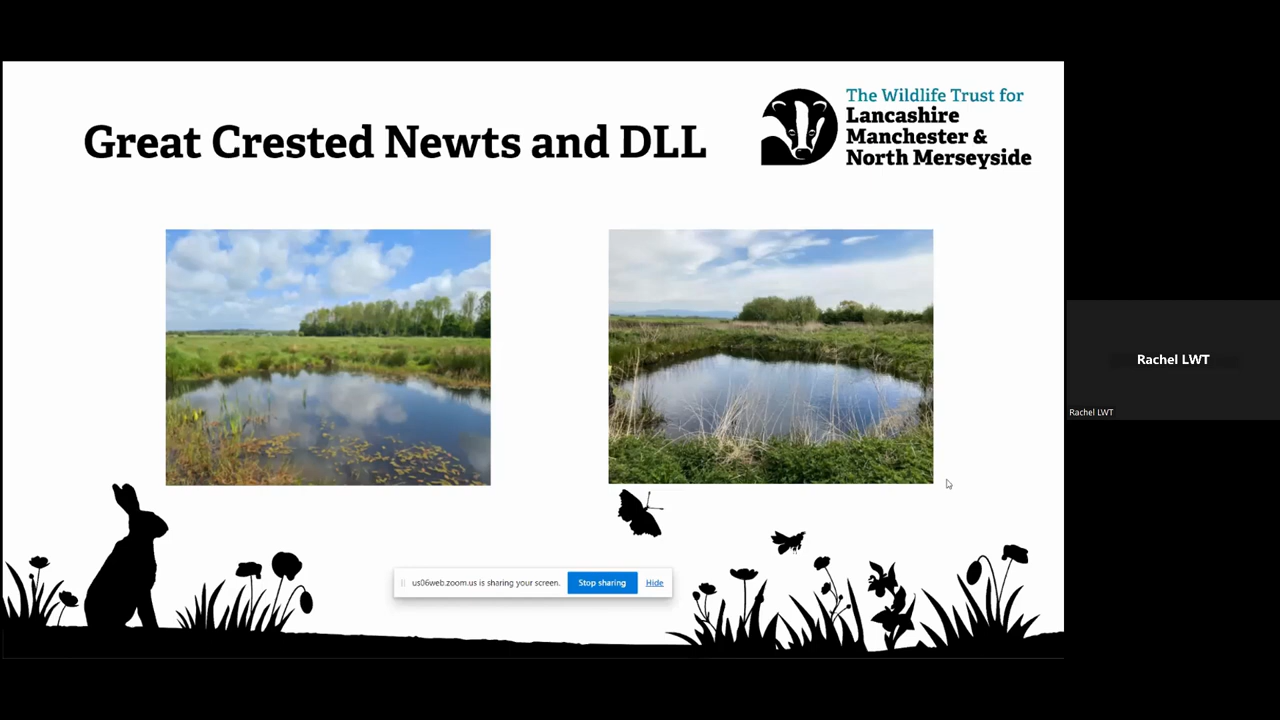 Great Crested Newts and DLL
The Wildlife Trust for
Lancashire
Manchester &
North Merseyside
Rachel LWT
Rachel LWT
us06web.zoom.us is sharing your screen.
Stop sharing
Hide